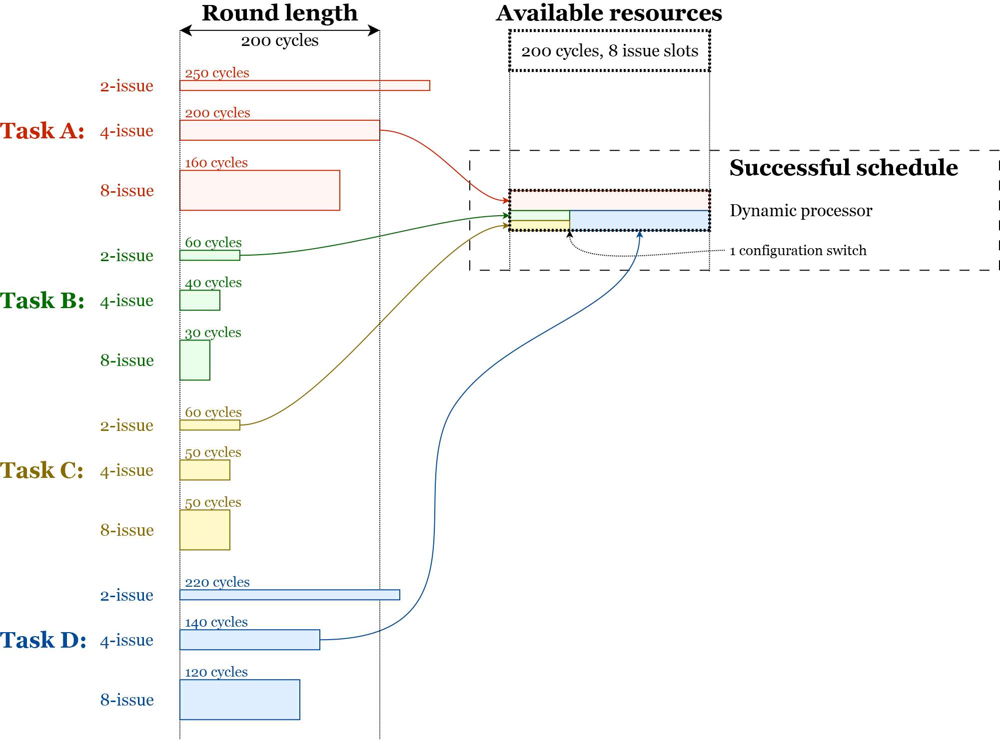 Round length
200 cycles
Available resources
200 cycles, 8 issue slots
Task A:
2-issue
250 cycles
4-issue
200 cycles
8-issue
160 cycles
Successful schedule
Dynamic processor
1 configuration switch
Task B:
2-issue
60 cycles
4-issue
40 cycles
8-issue
30 cycles
Task C:
2-issue
60 cycles
4-issue
50 cycles
8-issue
50 cycles
Task D:
2-issue
220 cycles
4-issue
140 cycles
8-issue
120 cycles